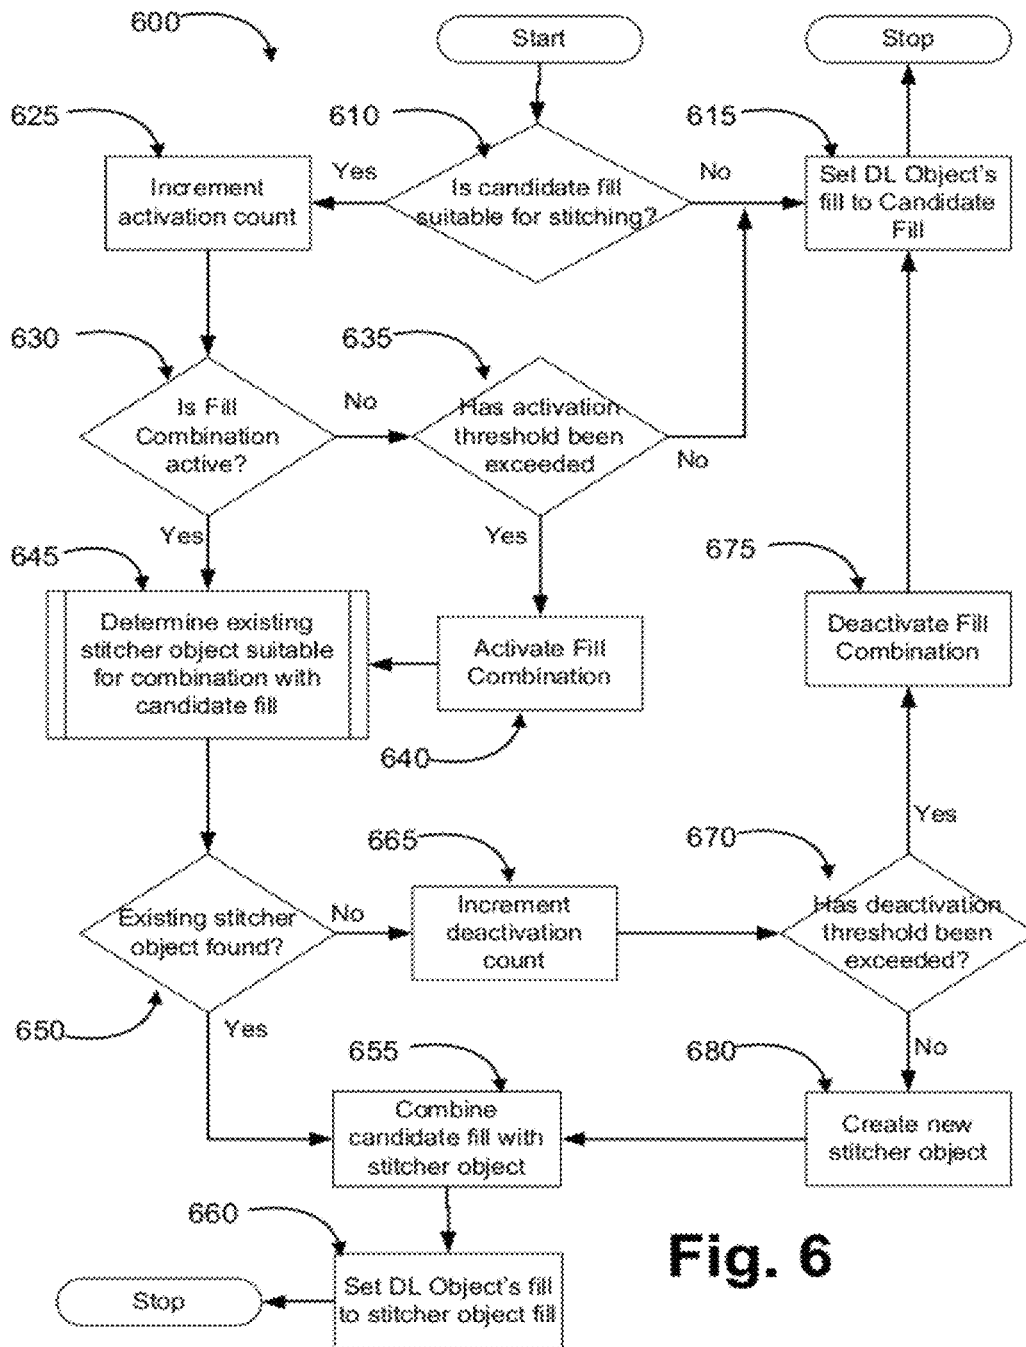 600
Start
Stop
625
610
615
Increment
activation count
Yes
Is candidate fill
suitable for stitching?
No
Set DL Object's
fill to Candidate
Fill
630
635
Is Fill
Combination
active?
No
Has activation
threshold been
exceeded
No
Yes
Yes
645
675
Determine existing
stitcher object suitable
for combination with
candidate fill
Activate Fill
Combination
Deactivate Fill
Combination
640
Yes
665
670
Existing stitcher
object found?
No
Increment
deactivation
count
Has deactivation
threshold been
exceeded?
650
Yes
No
655
680
Combine
candidate fill with
stitcher object
Create new
stitcher object
660
Fig. 6
Set DL Object's fill
to stitcher object fill
Stop